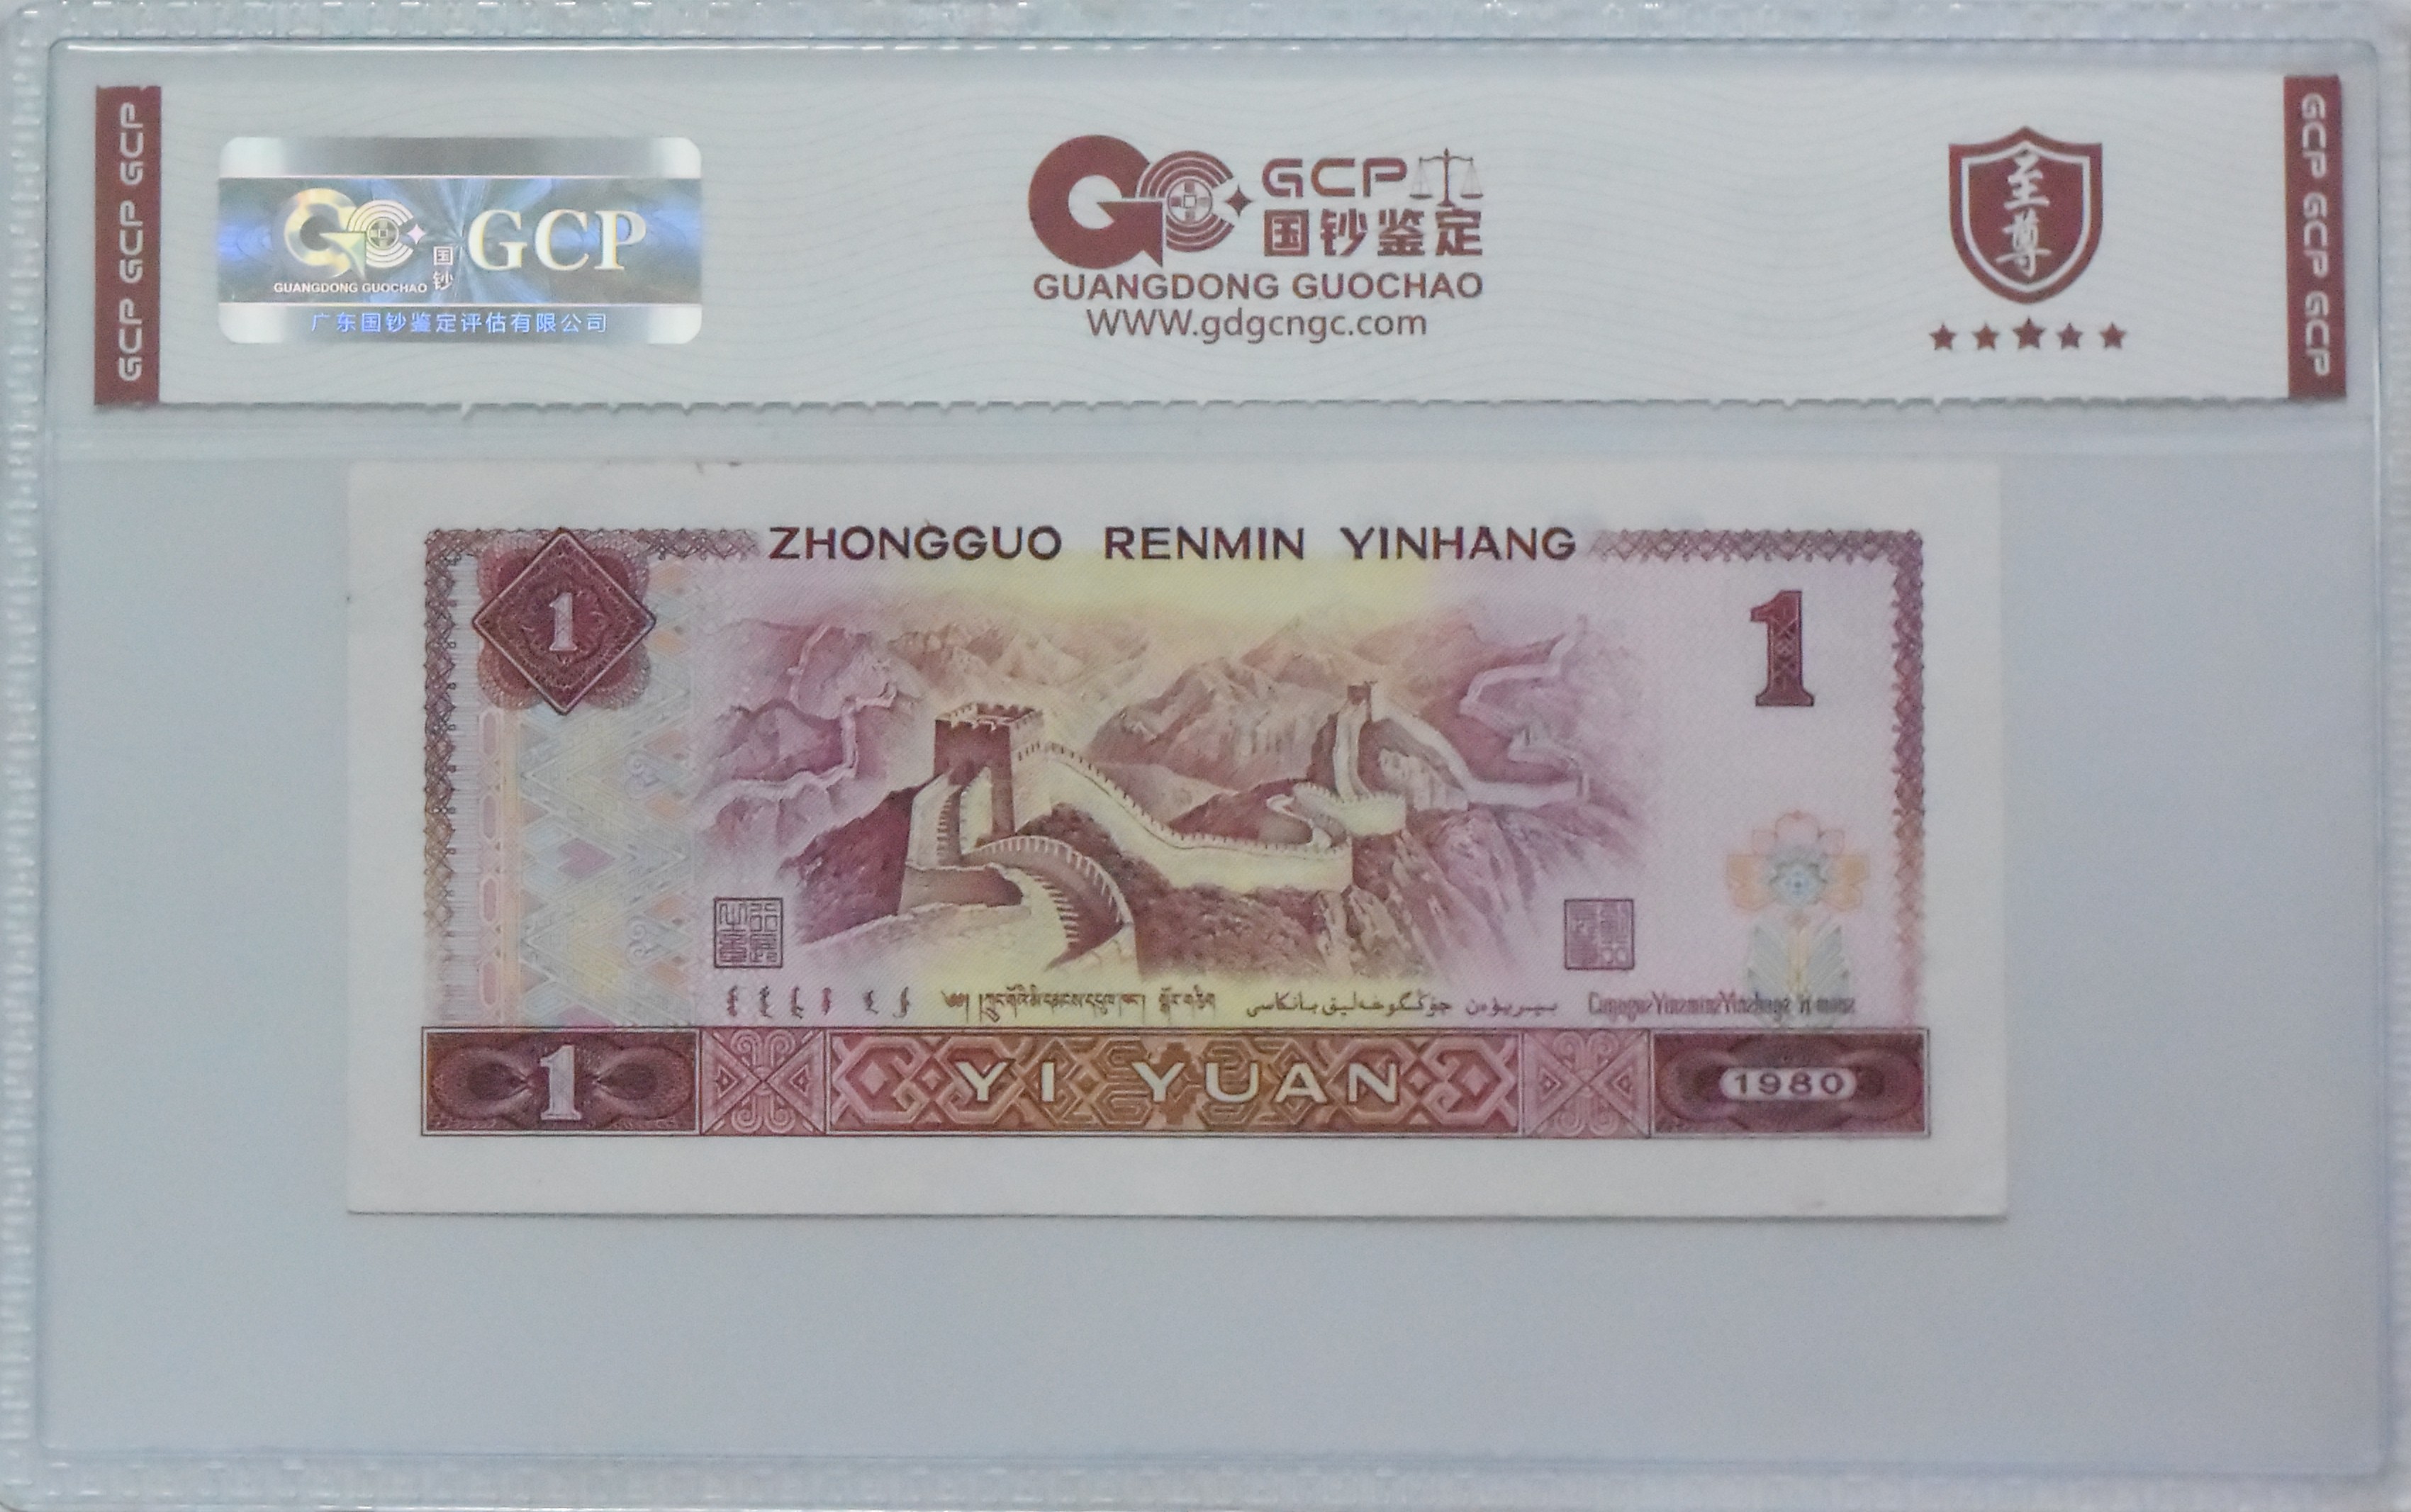 GCP GCP GCP
GCP GCP GCP
国钞
GCP
GUANGDONG GUOCHAO
广东国钞鉴定评估有限公司
GCP
国钞鉴定
GUANGDONG GUOCHAO
WWW.gdgcngc.com
至尊
ZHONGGUO RENMIN YINHANG
1
1
1
YI YUAN
1980